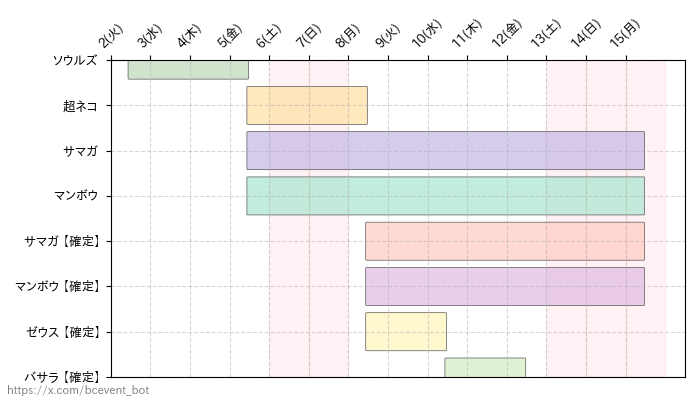 2(火)
3(水)
4(木)
5(金)
6(土)
7(日)
8(月)
9(火)
10(水)
11(木)
12(金)
13(土)
14(日)
15(月)
ソウルズ
超ネコ
サマガ
マンボウ
サマガ【確定】
マンボウ【確定】
ゼウス【確定】
バサラ【確定】
https://x.com/bcevent_bot